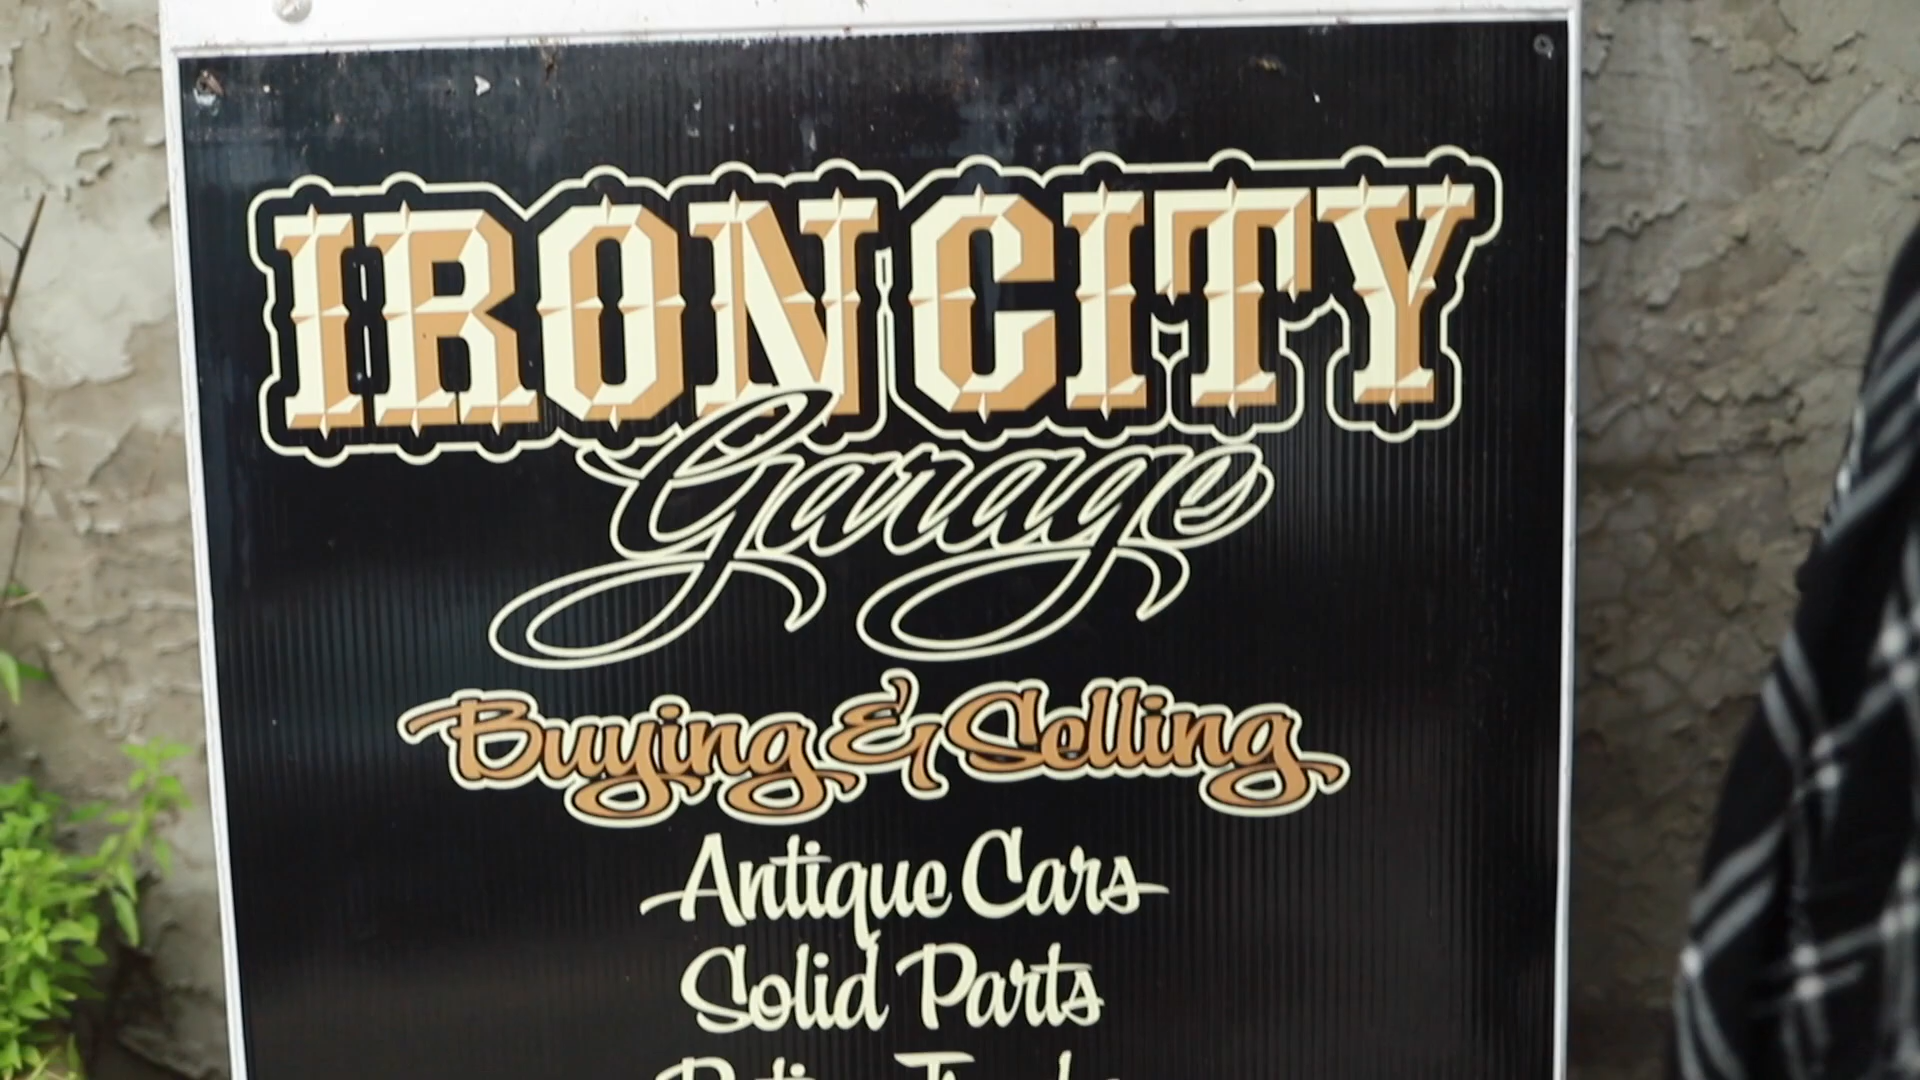 IRON CITY
Garage
Buying & Selling
Antique Cars
Solid Parts